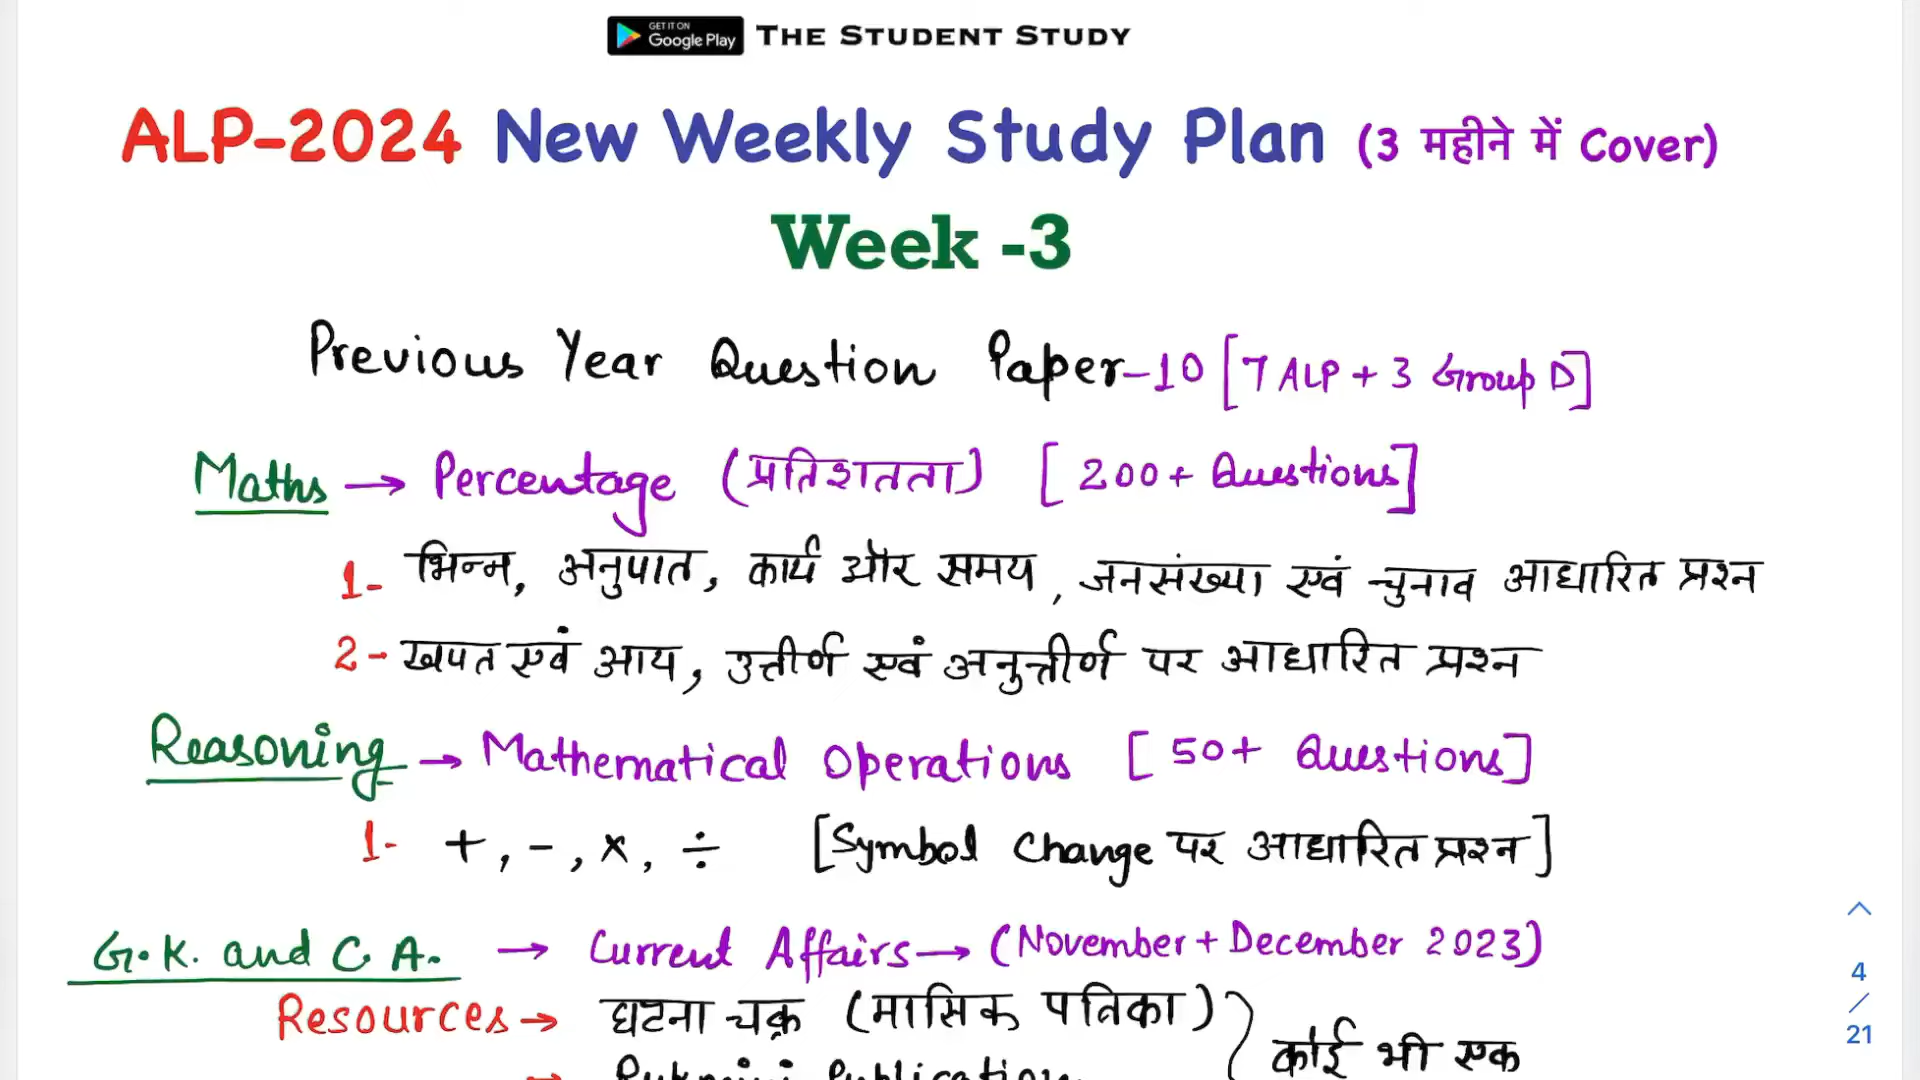 GET IT ON Google Play THE STUDENT STUDY
ALP-2024 New Weekly Study Plan (3 महीने में Cover)
Week -3
Previous Year Question Paper-10 [7 ALP + 3 Group D]
Maths → Percentage (प्रतिशतता) [200+ Questions]
1- भिन्न, अनुपात, कार्य और समय, जनसंख्या एवं चुनाव आधारित प्रश्न
2- खपत एवं आय, उत्तीर्ण एवं अनुत्तीर्ण पर आधारित प्रश्न
Reasoning → Mathematical Operations [50+ Questions]
1- +, -, ×, ÷ [Symbol Change पर आधारित प्रश्न]
G.K. and C.A. → Current Affairs → (November + December 2023)
Resources → घटना चक्र (मासिक पत्रिका)
कोई भी एक
→ Rukmini Publication
4
/
21